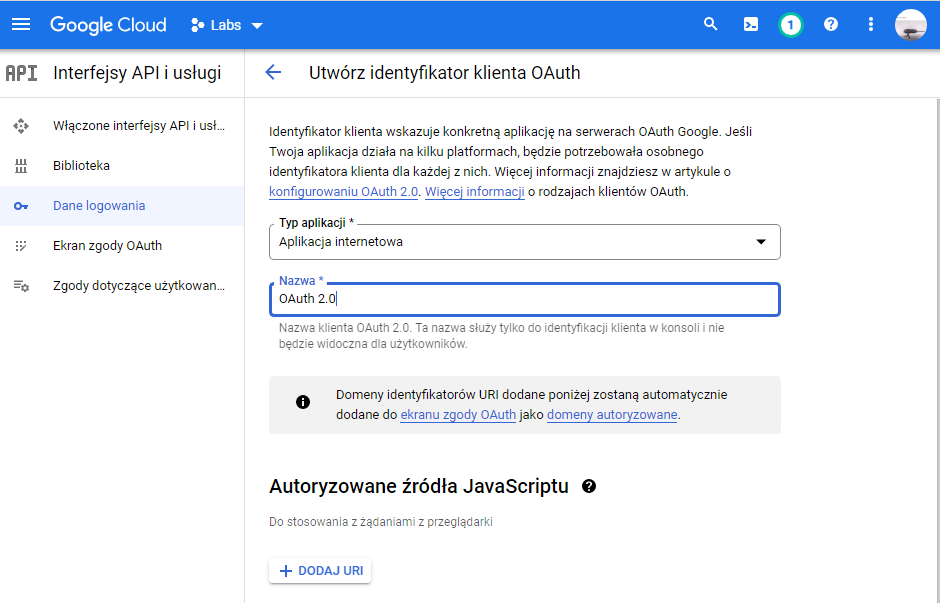 Google Cloud
Labs
1
API
Interfejsy API i usługi
Utwórz identyfikator klienta OAuth
Włączone interfejsy API i usł...
Biblioteka
Dane logowania
Ekran zgody OAuth
Zgody dotyczące użytkowan...
Identyfikator klienta wskazuje konkretną aplikację na serwerach OAuth Google. Jeśli
Twoja aplikacja działa na kilku platformach, będzie potrzebowała osobnego
identyfikatora klienta dla każdej z nich. Więcej informacji znajdziesz w artykule o
konfigurowaniu OAuth 2.0. Więcej informacji o rodzajach klientów OAuth.
Typ aplikacji *
Aplikacja internetowa
Nazwa *
OAuth 2.0
Nazwa klienta OAuth 2.0. Ta nazwa służy tylko do identyfikacji klienta w konsoli i nie
będzie widoczna dla użytkowników.
Domeny identyfikatorów URI dodane poniżej zostaną automatycznie
dodane do ekranu zgody OAuth jako domeny autoryzowane.
Autoryzowane źródła JavaScriptu
Do stosowania z żądaniami z przeglądarki
+ DODAJ URI